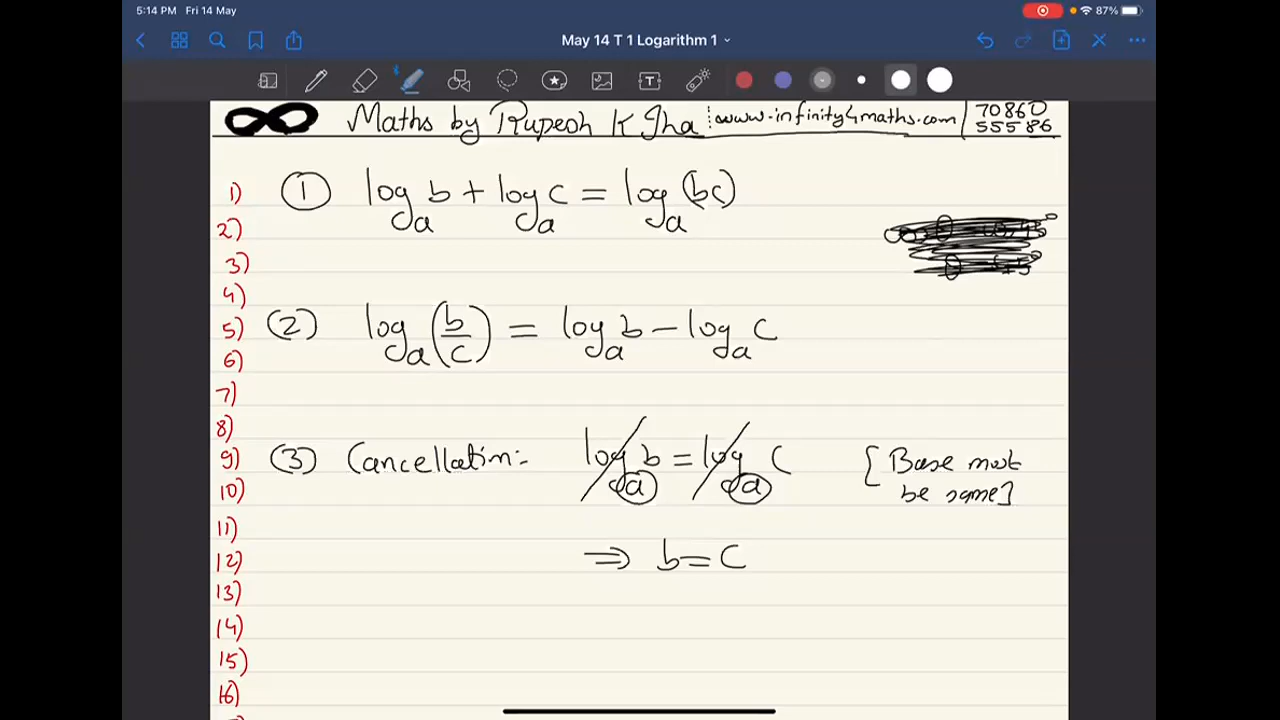 5:14 PM Fri 14 May
87%
May 14 T 1 Logarithm 1
Maths by Rupesh K Jha www.infinity4maths.com 70860
55586
1) (1) log_a b + log_a c = log_a (bc)
2)
3)
4)
5) (2) log_a (b/c) = log_a b - log_a c
6)
7)
8)
9) (3) Cancellatin:- log_a b = log_a c [Base must
10) be same]
11)
12) ⇒ b = c
13)
14)
15)
16)